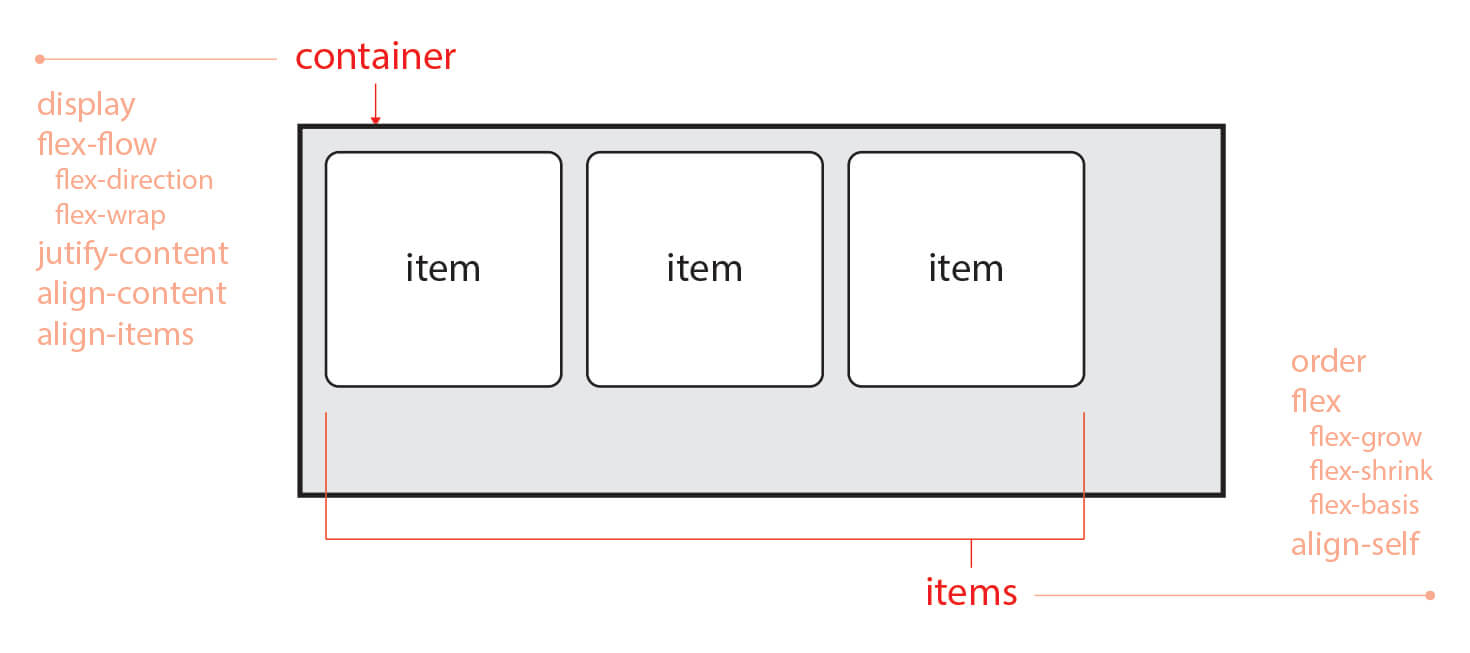 container
display
flex-flow
flex-direction
flex-wrap
jutify-content
align-content
align-items
item item item
order
flex
flex-grow
flex-shrink
flex-basis
align-self
items